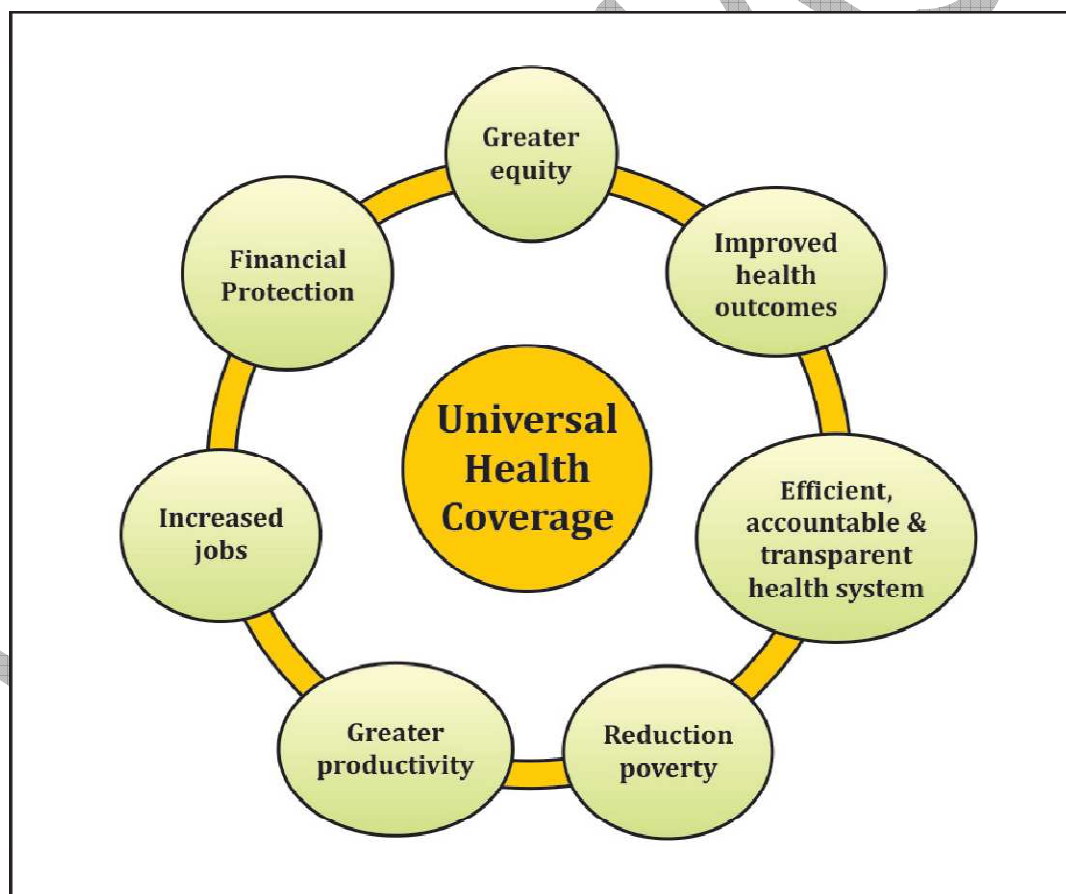 Greater
equity
Improved
health
outcomes
Efficient,
accountable &
transparent
health system
Reduction
poverty
Greater
productivity
Increased
jobs
Financial
Protection
Universal
Health
Coverage